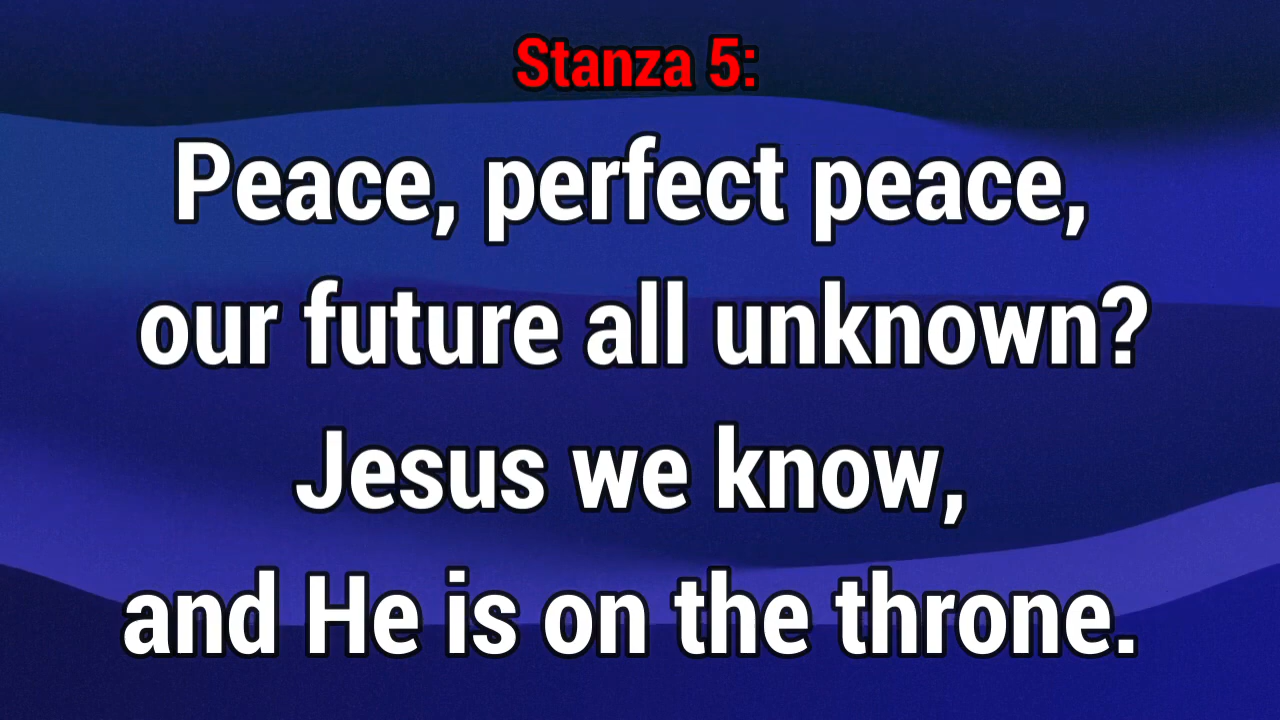 Stanza 5:
Peace, perfect peace,
our future all unknown?
Jesus we know,
and He is on the throne.